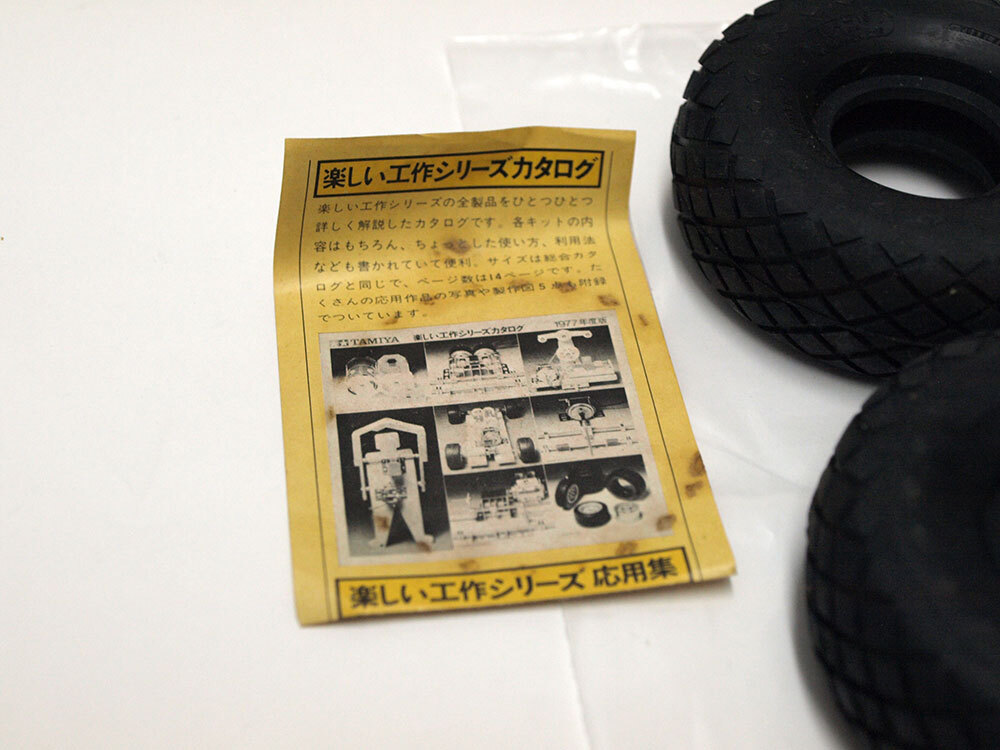 楽しい工作シリーズカタログ
楽しい工作シリーズの全製品をひとつひとつ
詳しく解説したカタログです。各キットの内
容はもちろん、ちょっとした使い方、利用法
なども書かれていて便利。サイズは総合カタ
ログと同じで、ページ数は14ページです。た
くさんの応用作品の写真や製作図5点も附録
でついています。
TAMIYA 楽しい工作シリーズカタログ 1977年度版
楽しい工作シリーズ 応用集